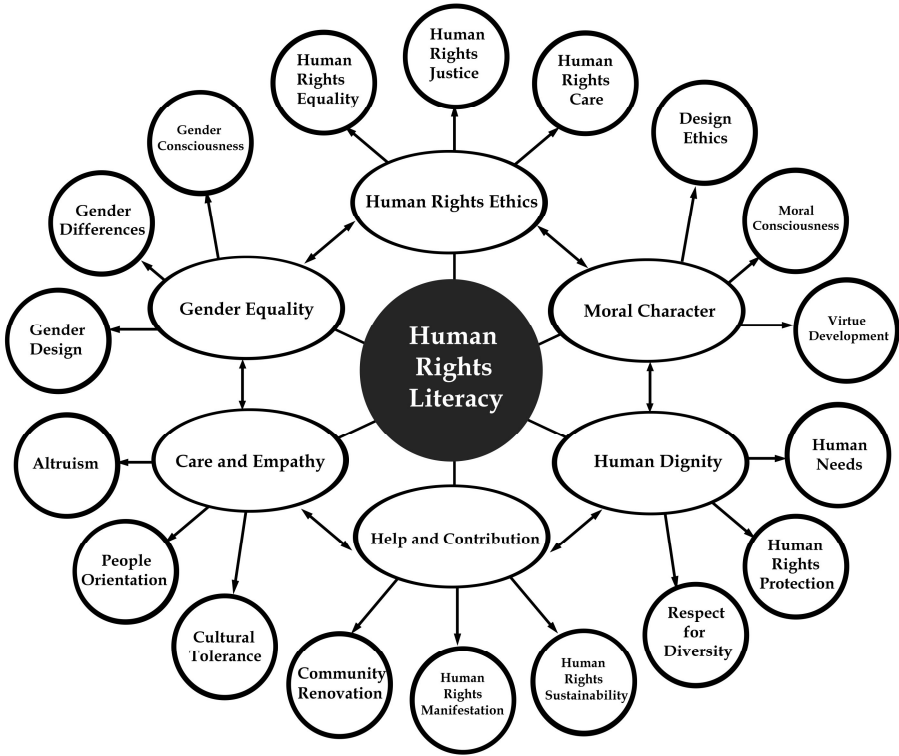 Human
Rights
Justice
Human
Rights
Equality
Human
Rights
Care
Design
Ethics
Gender
Consciousness
Human Rights Ethics
Moral
Consciousness
Gender
Differences
Gender Equality
Moral Character
Virtue
Development
Gender
Design
Human
Rights
Literacy
Altruism
Care and Empathy
Human Dignity
Human
Needs
Help and Contribution
People
Orientation
Human
Rights
Protection
Cultural
Tolerance
Respect
for
Diversity
Community
Renovation
Human
Rights
Manifestation
Human
Rights
Sustainability